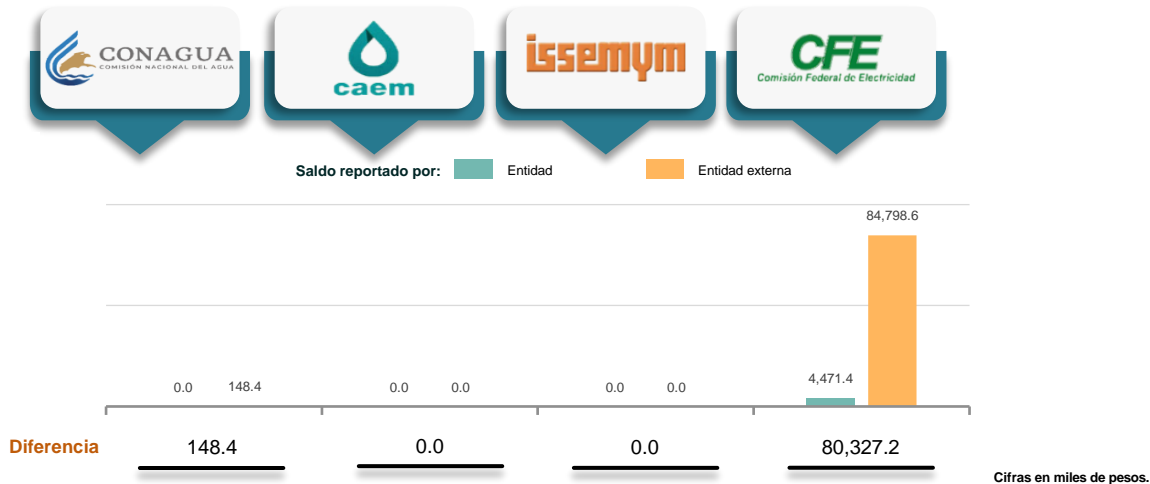 CONAGUA
COMISIÓN NACIONAL DEL AGUA
caem
issemym
CFE
Comisión Federal de Electricidad
Saldo reportado por: Entidad Entidad externa
84,798.6
4,471.4
0.0 148.4 0.0 0.0 0.0 0.0
Diferencia 148.4 0.0 0.0 80,327.2
Cifras en miles de pesos.